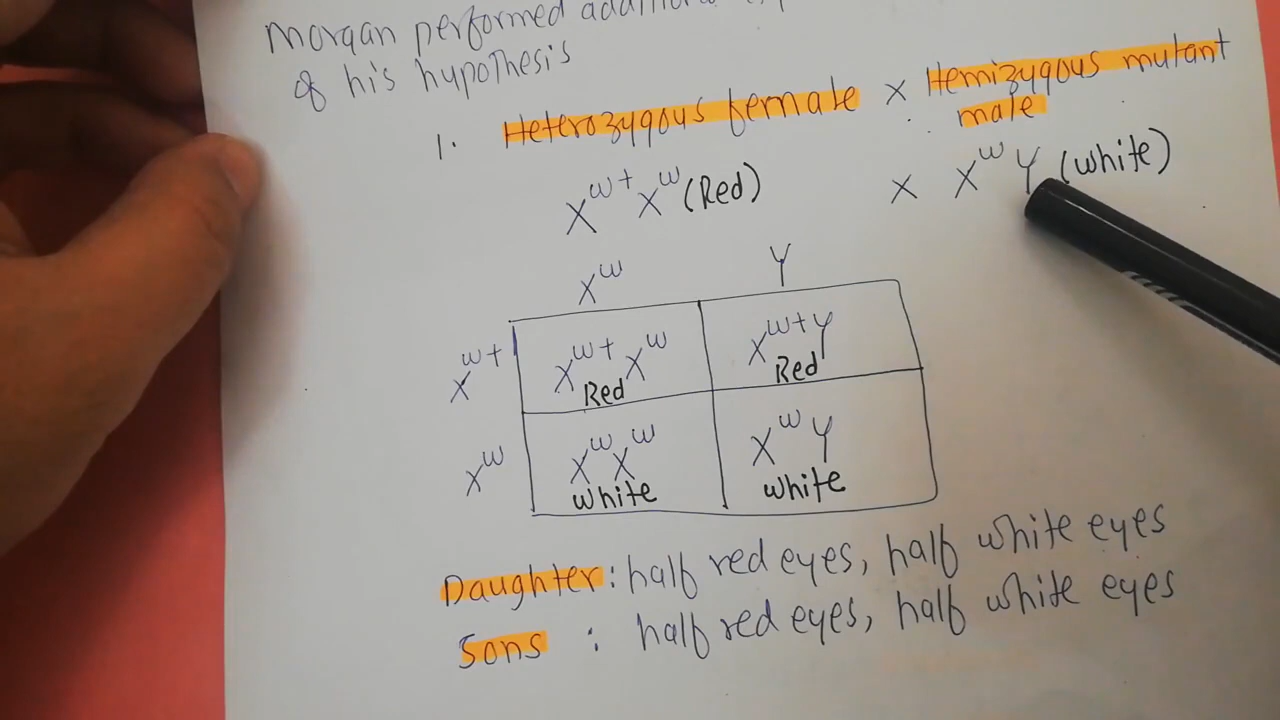 Morgan performed
of his hypothesis
1. Heterozygous female × Hemizygous mutant
male
X^w+ X^w (Red) × X^w Y (white)
X^w Y
X^w+ X^w+ X^w X^w+ Y
Red Red
X^w X^w X^w X^w Y
white white
Daughter: half red eyes, half white eyes
Sons : half red eyes, half white eyes